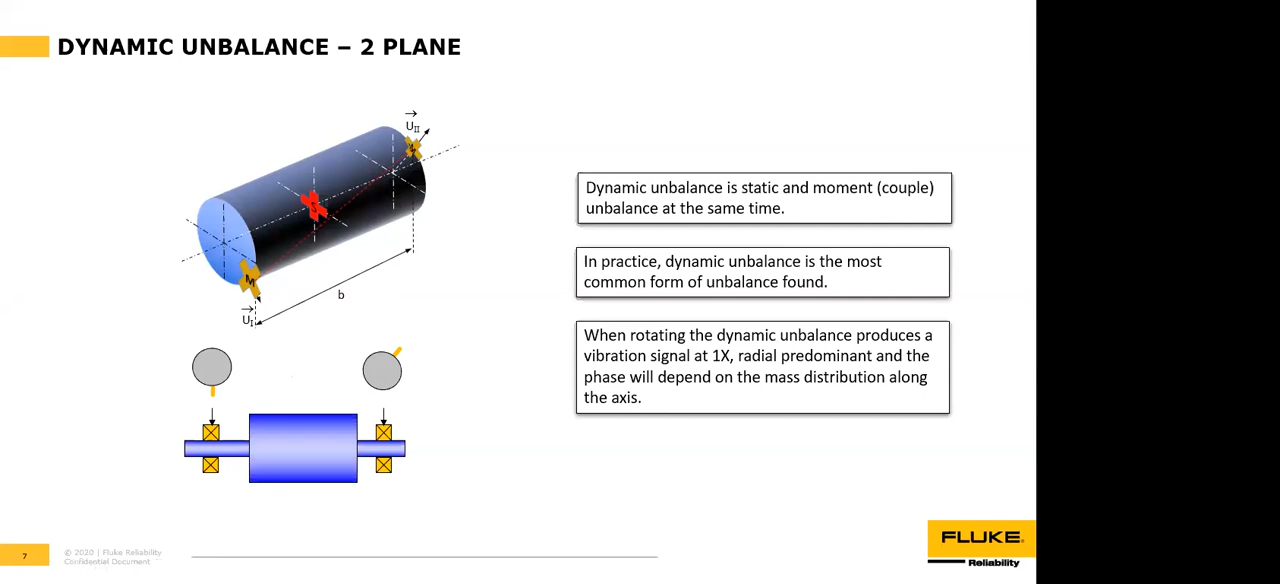 DYNAMIC UNBALANCE – 2 PLANE
U II
S
M
b
U I
Dynamic unbalance is static and moment (couple)
unbalance at the same time.
In practice, dynamic unbalance is the most
common form of unbalance found.
When rotating the dynamic unbalance produces a
vibration signal at 1X, radial predominant and the
phase will depend on the mass distribution along
the axis.
7
© 2020 | Fluke Reliability
Confidential Document
FLUKE®
Reliability